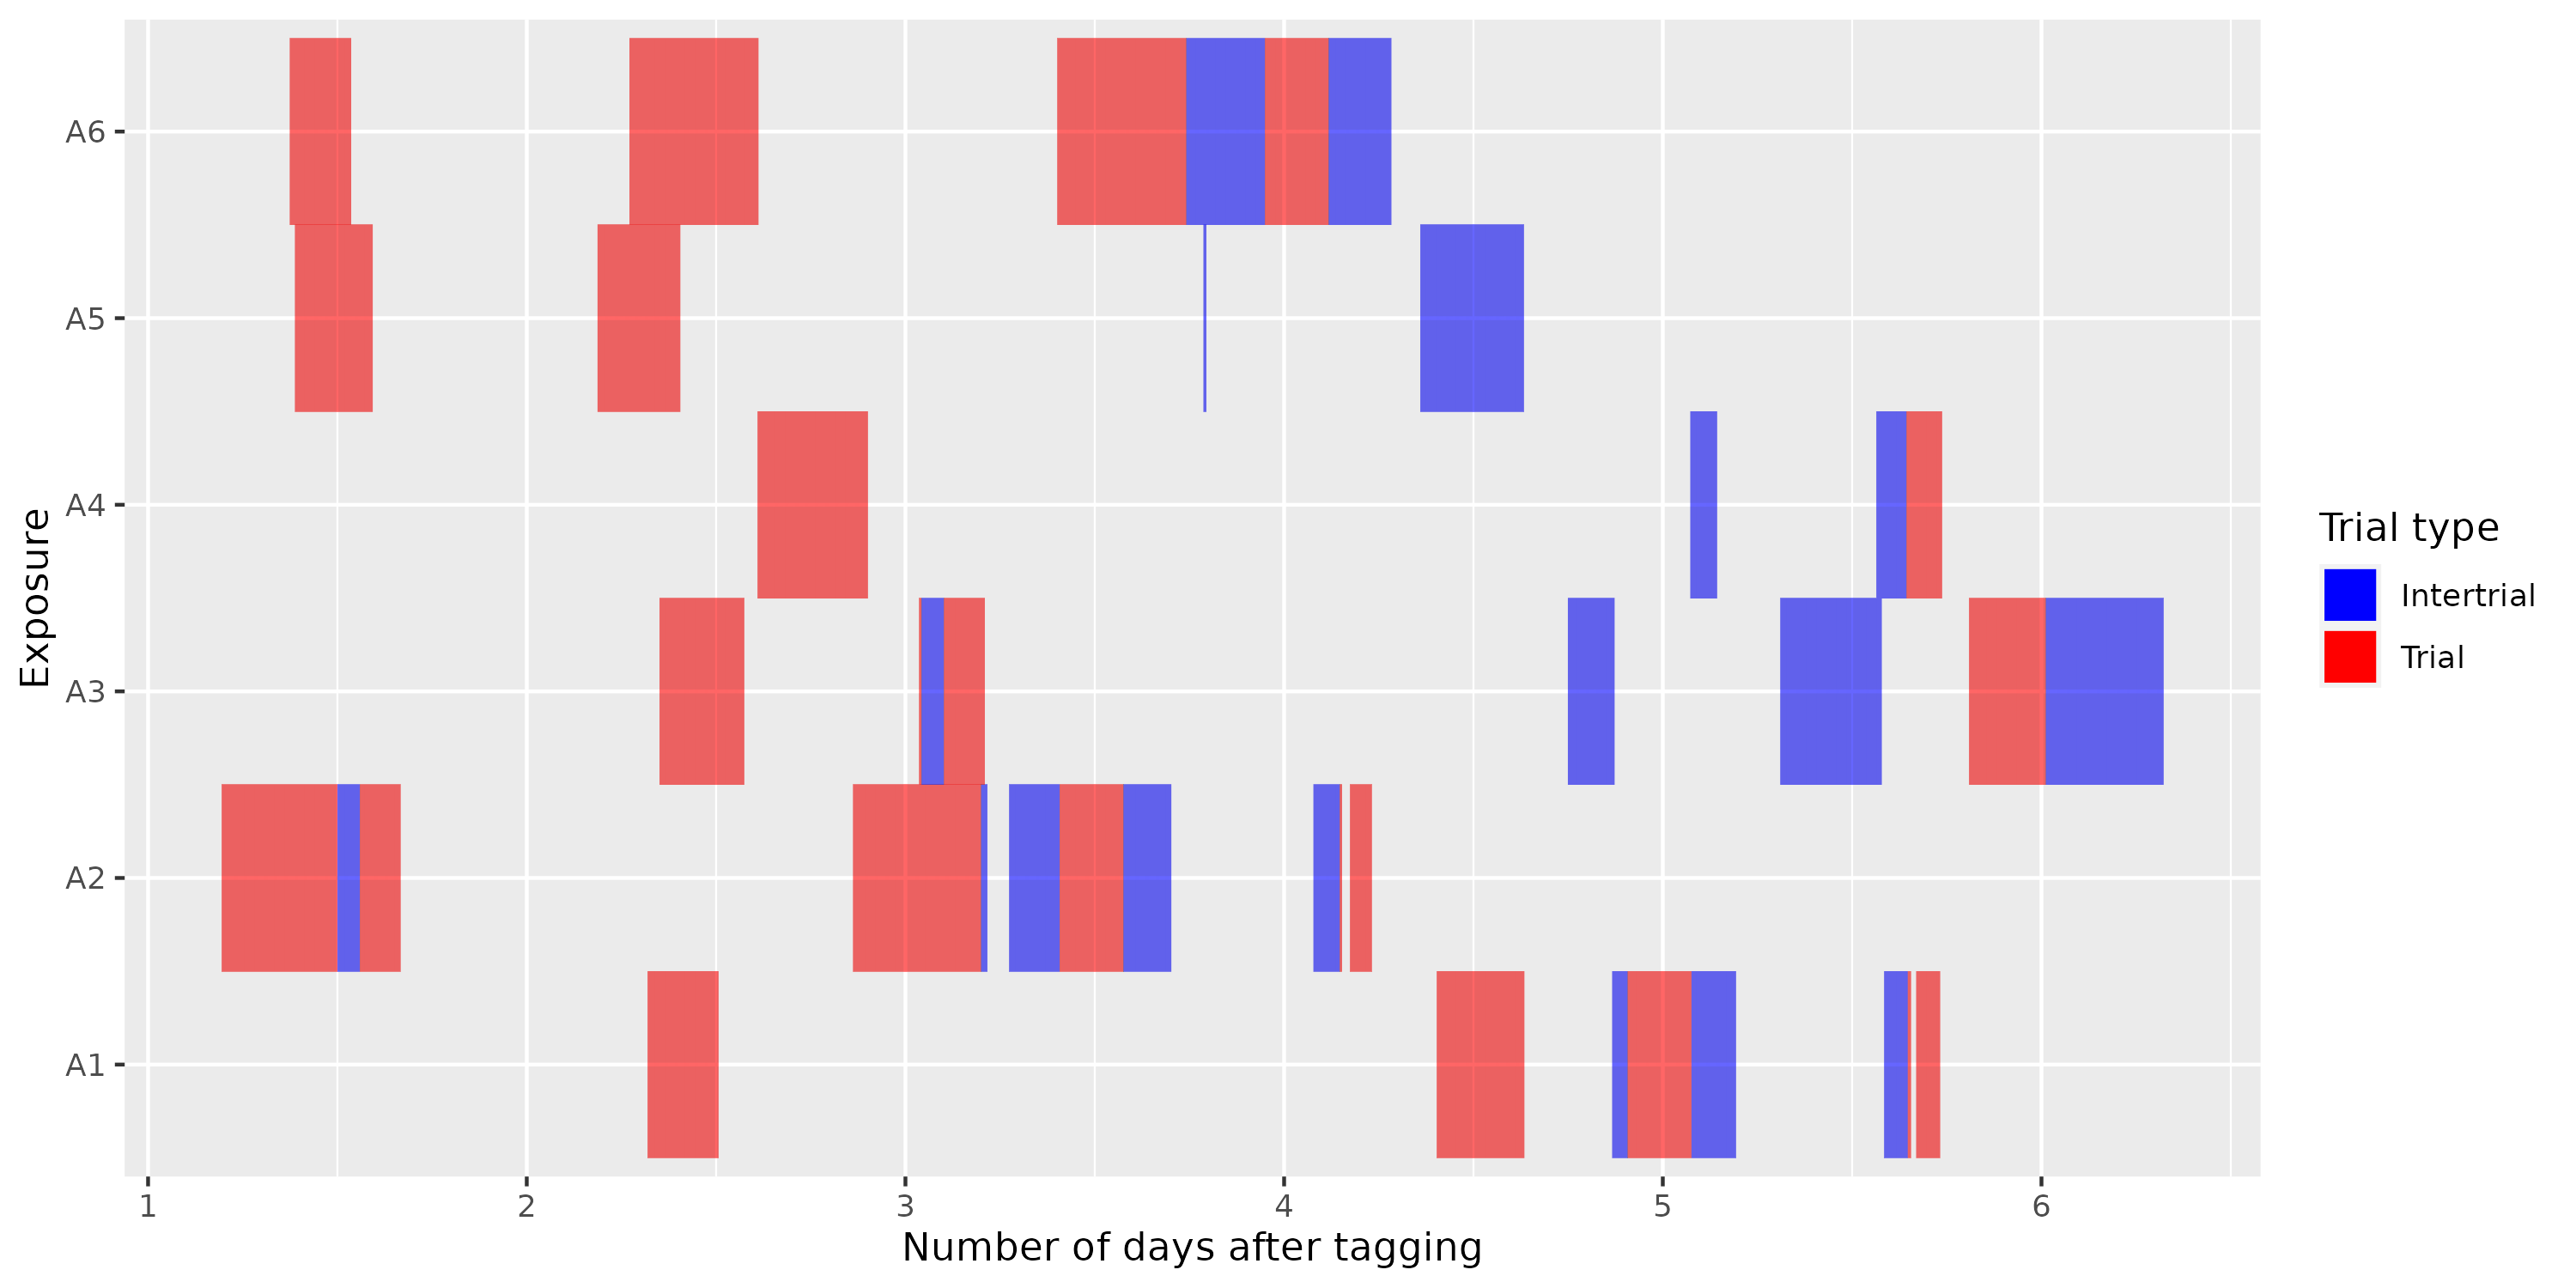 A6
A5
A4
A3
A2
A1
Exposure
1 2 3 4 5 6
Number of days after tagging
Trial type
Intertrial
Trial